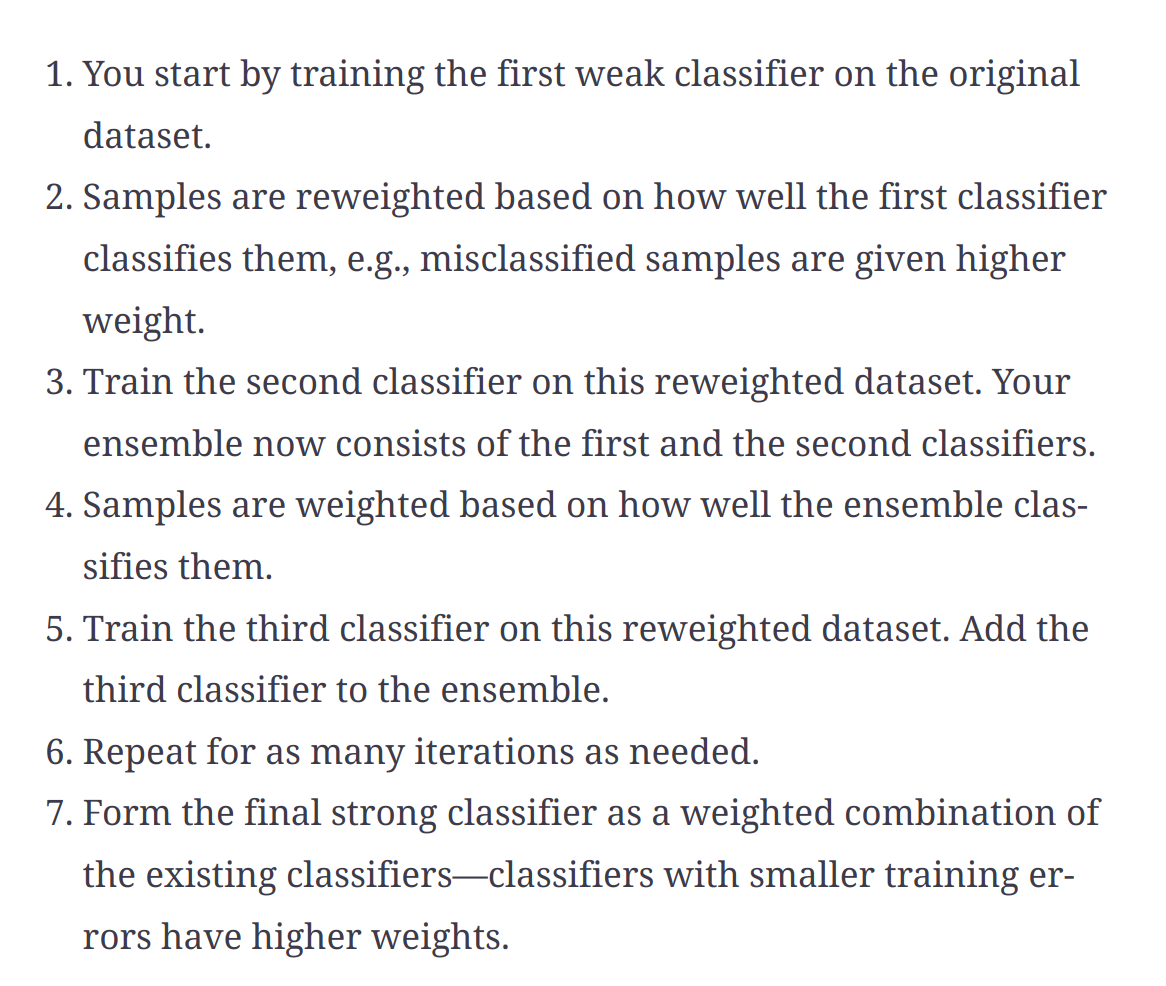 1. You start by training the first weak classifier on the original
dataset.
2. Samples are reweighted based on how well the first classifier
classifies them, e.g., misclassified samples are given higher
weight.
3. Train the second classifier on this reweighted dataset. Your
ensemble now consists of the first and the second classifiers.
4. Samples are weighted based on how well the ensemble clas-
sifies them.
5. Train the third classifier on this reweighted dataset. Add the
third classifier to the ensemble.
6. Repeat for as many iterations as needed.
7. Form the final strong classifier as a weighted combination of
the existing classifiers—classifiers with smaller training er-
rors have higher weights.